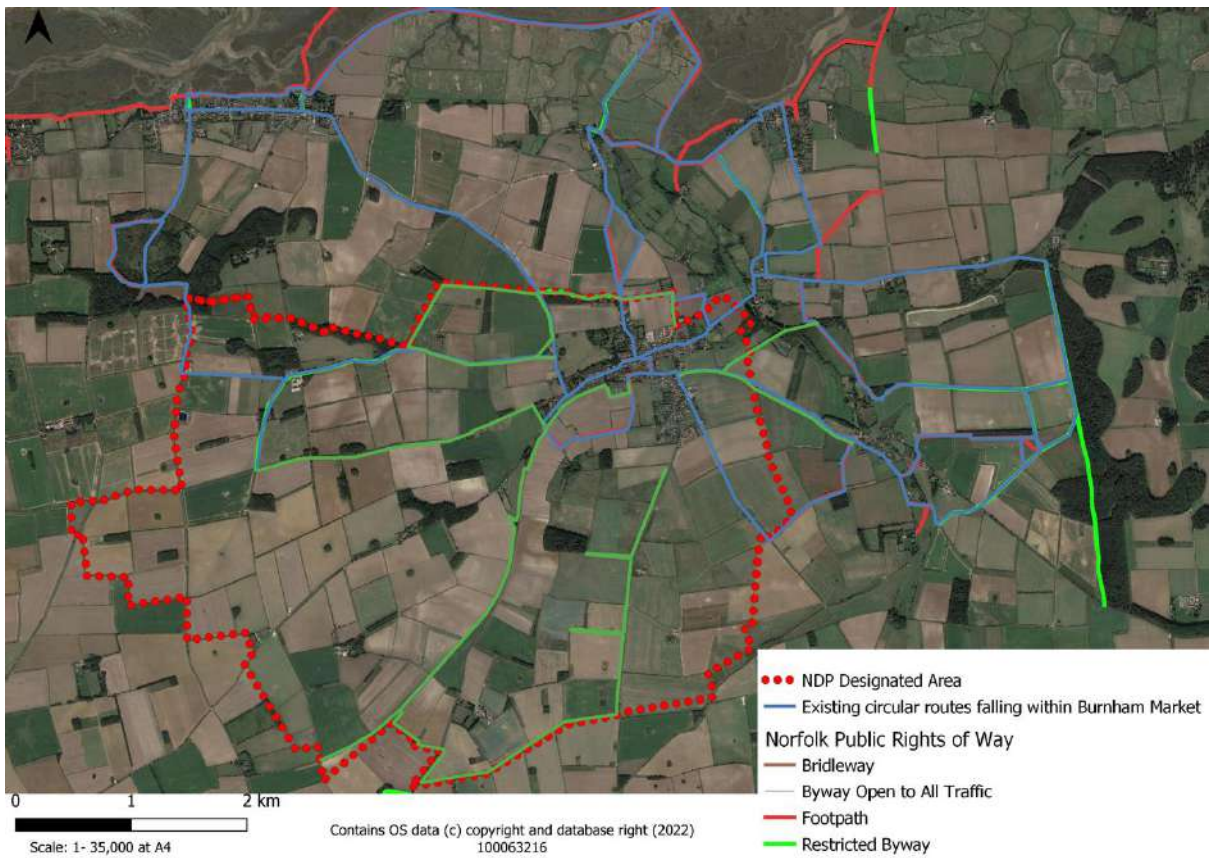 NDP Designated Area
Existing circular routes falling within Burnham Market
Norfolk Public Rights of Way
Bridleway
Byway Open to All Traffic
Footpath
Restricted Byway
0 1 2 km
Scale: 1- 35,000 at A4
Contains OS data (c) copyright and database right (2022)
100063216